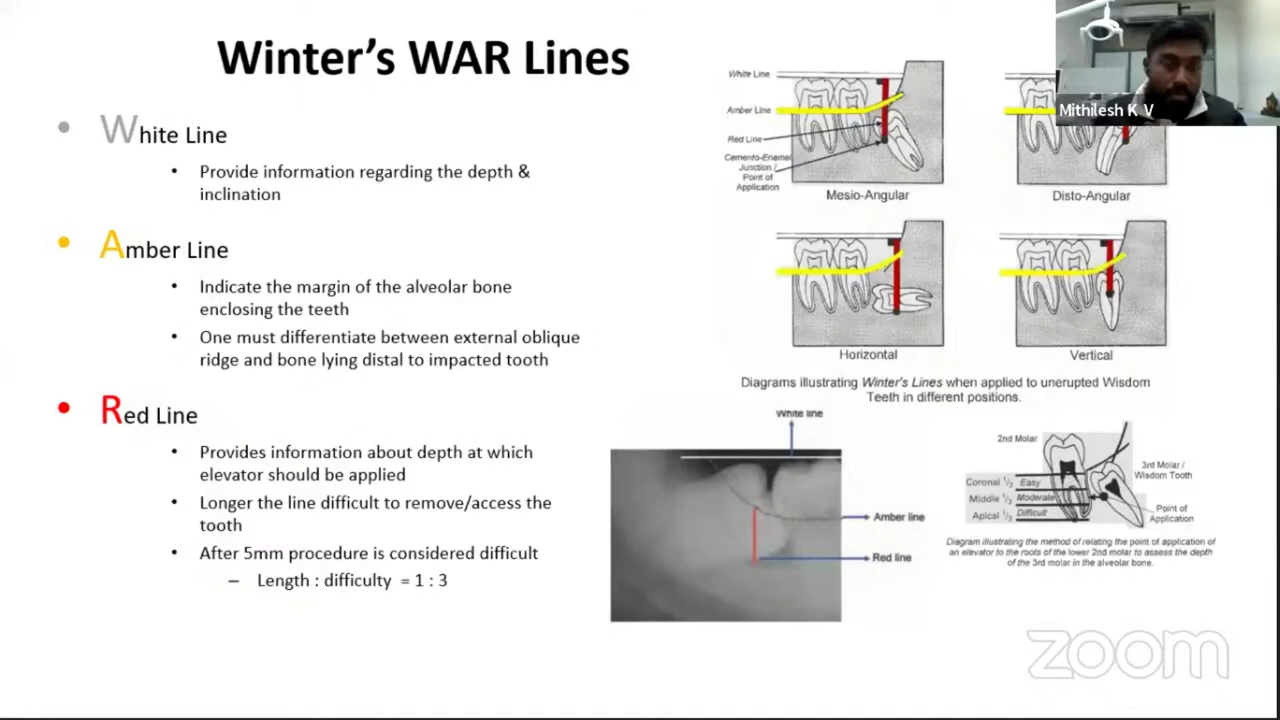 Winter's WAR Lines
White Line
Provide information regarding the depth &
inclination
Amber Line
Indicate the margin of the alveolar bone
enclosing the teeth
One must differentiate between external oblique
ridge and bone lying distal to impacted tooth
Red Line
Provides information about depth at which
elevator should be applied
Longer the line difficult to remove/access the
tooth
After 5mm procedure is considered difficult
– Length : difficulty = 1 : 3
White Line
Amber Line
Red Line
Cemento-Enamel
Junction /
Point of
Application
Mesio-Angular
Disto-Angular
Horizontal
Vertical
Diagrams illustrating Winter's Lines when applied to unerupted Wisdom
Teeth in different positions.
White line
Amber line
Red line
2nd Molar
3rd Molar /
Wisdom Tooth
Coronal 1/3 Easy
Middle 1/3 Moderate
Apical 1/3 Difficult
Point of
Application
Diagram illustrating the method of relating the point of application of
an elevator to the roots of the lower 2nd molar to assess the depth
of the 3rd molar in the alveolar bone.
Mithilesh K V
zoom